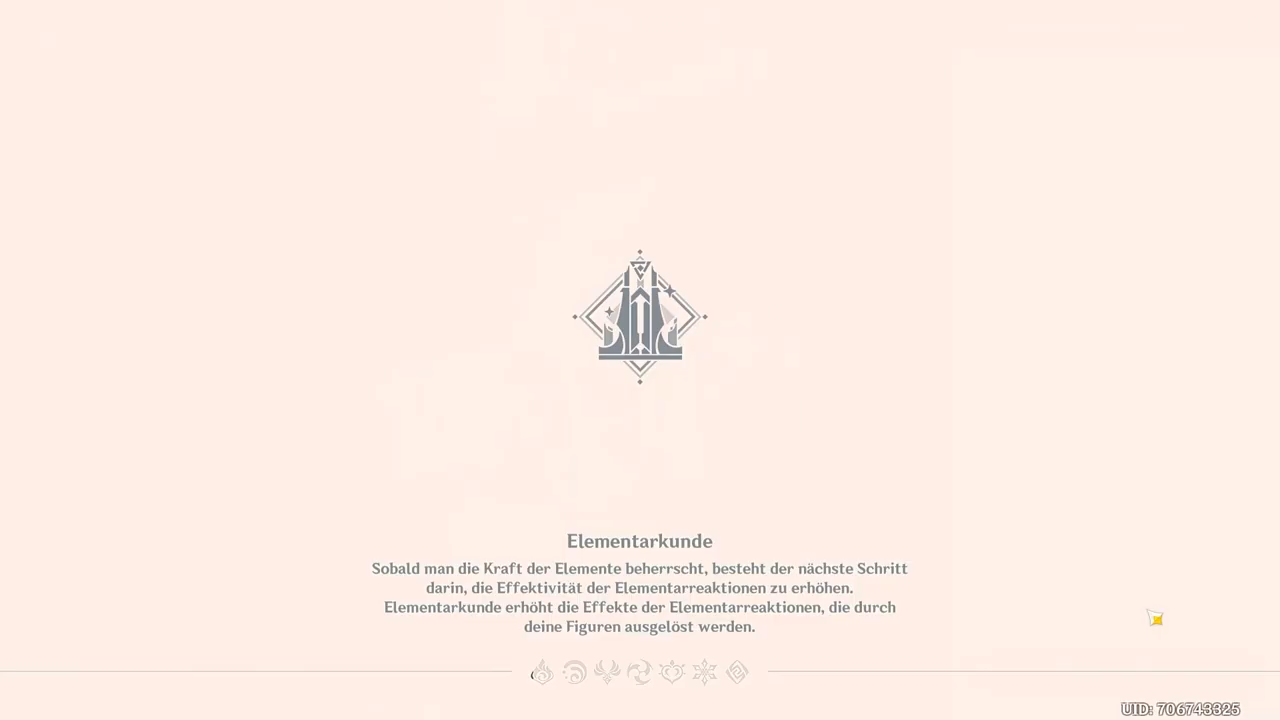 Elementarkunde
Sobald man die Kraft der Elemente beherrscht, besteht der nächste Schritt
darin, die Effektivität der Elementarreaktionen zu erhöhen.
Elementarkunde erhöht die Effekte der Elementarreaktionen, die durch
deine Figuren ausgelöst werden.
UID: 706743325